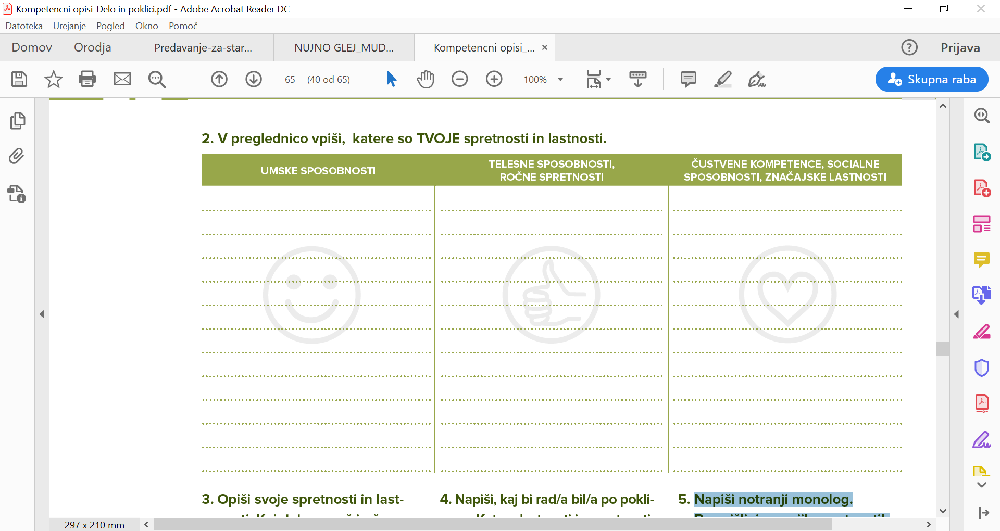 Kompetencni opisi_Delo in poklici.pdf - Adobe Acrobat Reader DC
Datoteka Urejanje Pogled Okno Pomoč
Domov Orodja Predavanje-za-star... NUJNO GLEJ_MUD... Kompetencni opisi_... × Prijava
65 (40 od 65) 100% Skupna raba
2. V preglednico vpiši, katere so TVOJE spretnosti in lastnosti.
UMSKE SPOSOBNOSTI
TELESNE SPOSOBNOSTI,
ROČNE SPRETNOSTI
ČUSTVENE KOMPETENCE, SOCIALNE
SPOSOBNOSTI, ZNAČAJSKE LASTNOSTI
3. Opiši svoje spretnosti in last-
4. Napiši, kaj bi rad/a bil/a po pokli-
5. Napiši notranji monolog.
297 x 210 mm